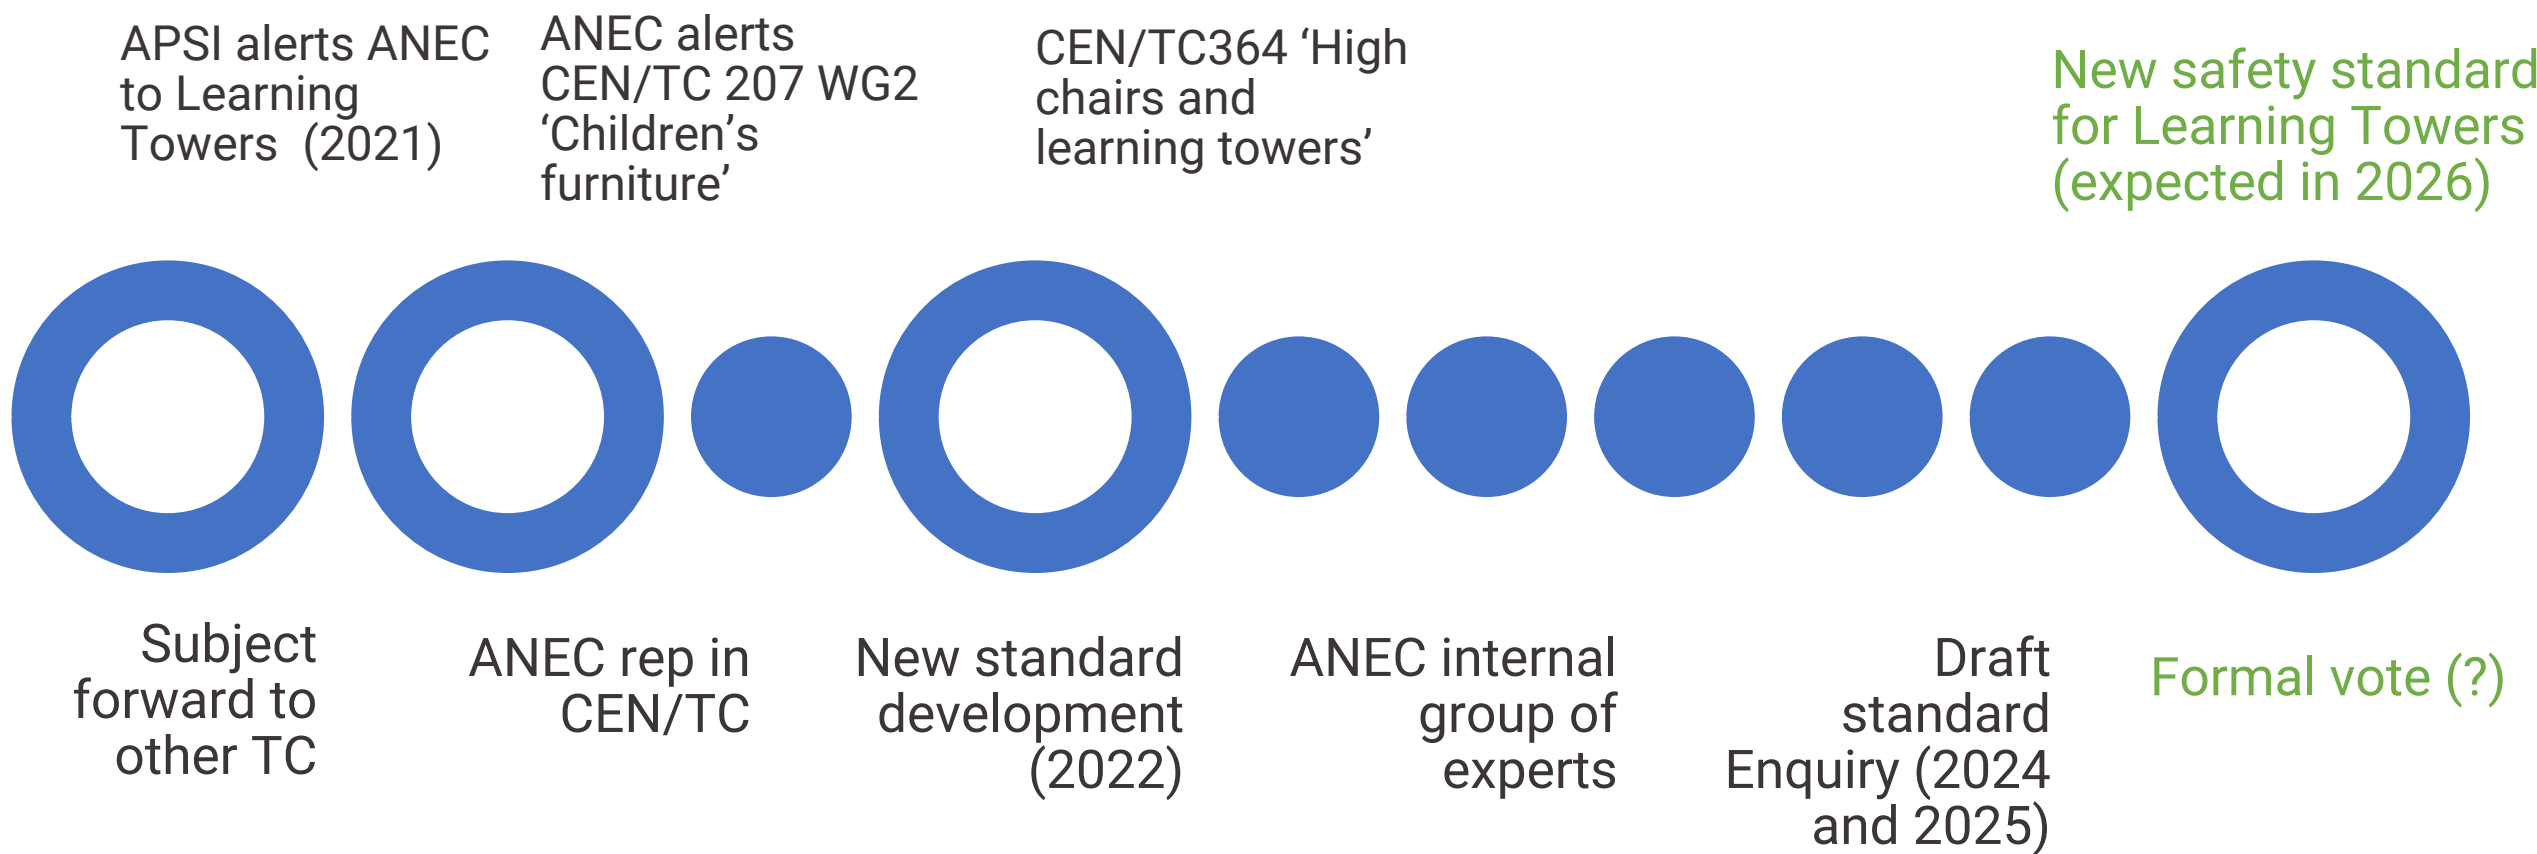 APSI alerts ANEC
to Learning
Towers  (2021)
ANEC alerts
CEN/TC 207 WG2
‘Children’s
furniture’
CEN/TC364 ‘High
chairs and
learning towers’
New safety standard
for Learning Towers
(expected in 2026)
Subject
forward to
other TC
ANEC rep in
CEN/TC
New standard
development
(2022)
ANEC internal
group of
experts
Draft
standard
Enquiry (2024
and 2025)
Formal vote (?)